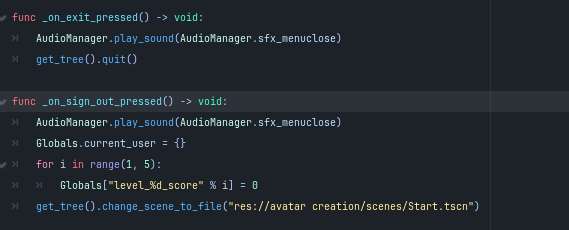 func _on_exit_pressed() -> void:
AudioManager.play_sound(AudioManager.sfx_menuclose)
get_tree().quit()
func _on_sign_out_pressed() -> void:
AudioManager.play_sound(AudioManager.sfx_menuclose)
Globals.current_user = {}
for i in range(1, 5):
Globals["level_%d_score" % i] = 0
get_tree().change_scene_to_file("res://avatar creation/scenes/Start.tscn")